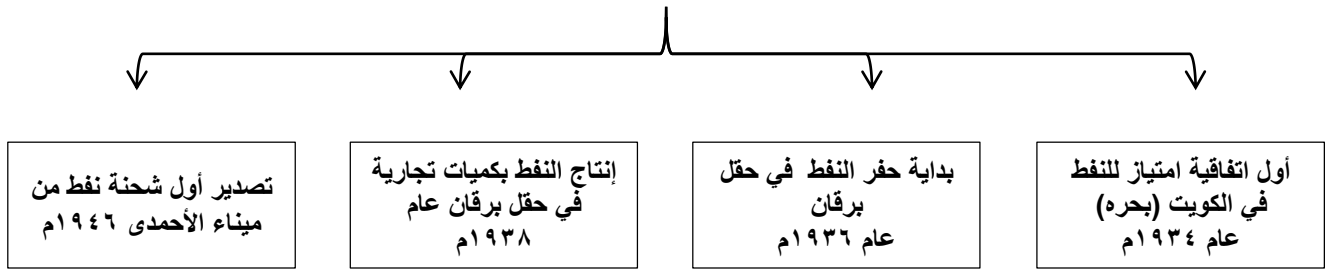 أول اتفاقية امتياز للنفط
في الكويت (بحره)
عام ١٩٣٤م
بداية حفر النفط في حقل
برقان
عام ١٩٣٦م
إنتاج النفط بكميات تجارية
في حقل برقان عام
١٩٣٨م
تصدير أول شحنة نفط من
ميناء الأحمدى ١٩٤٦م